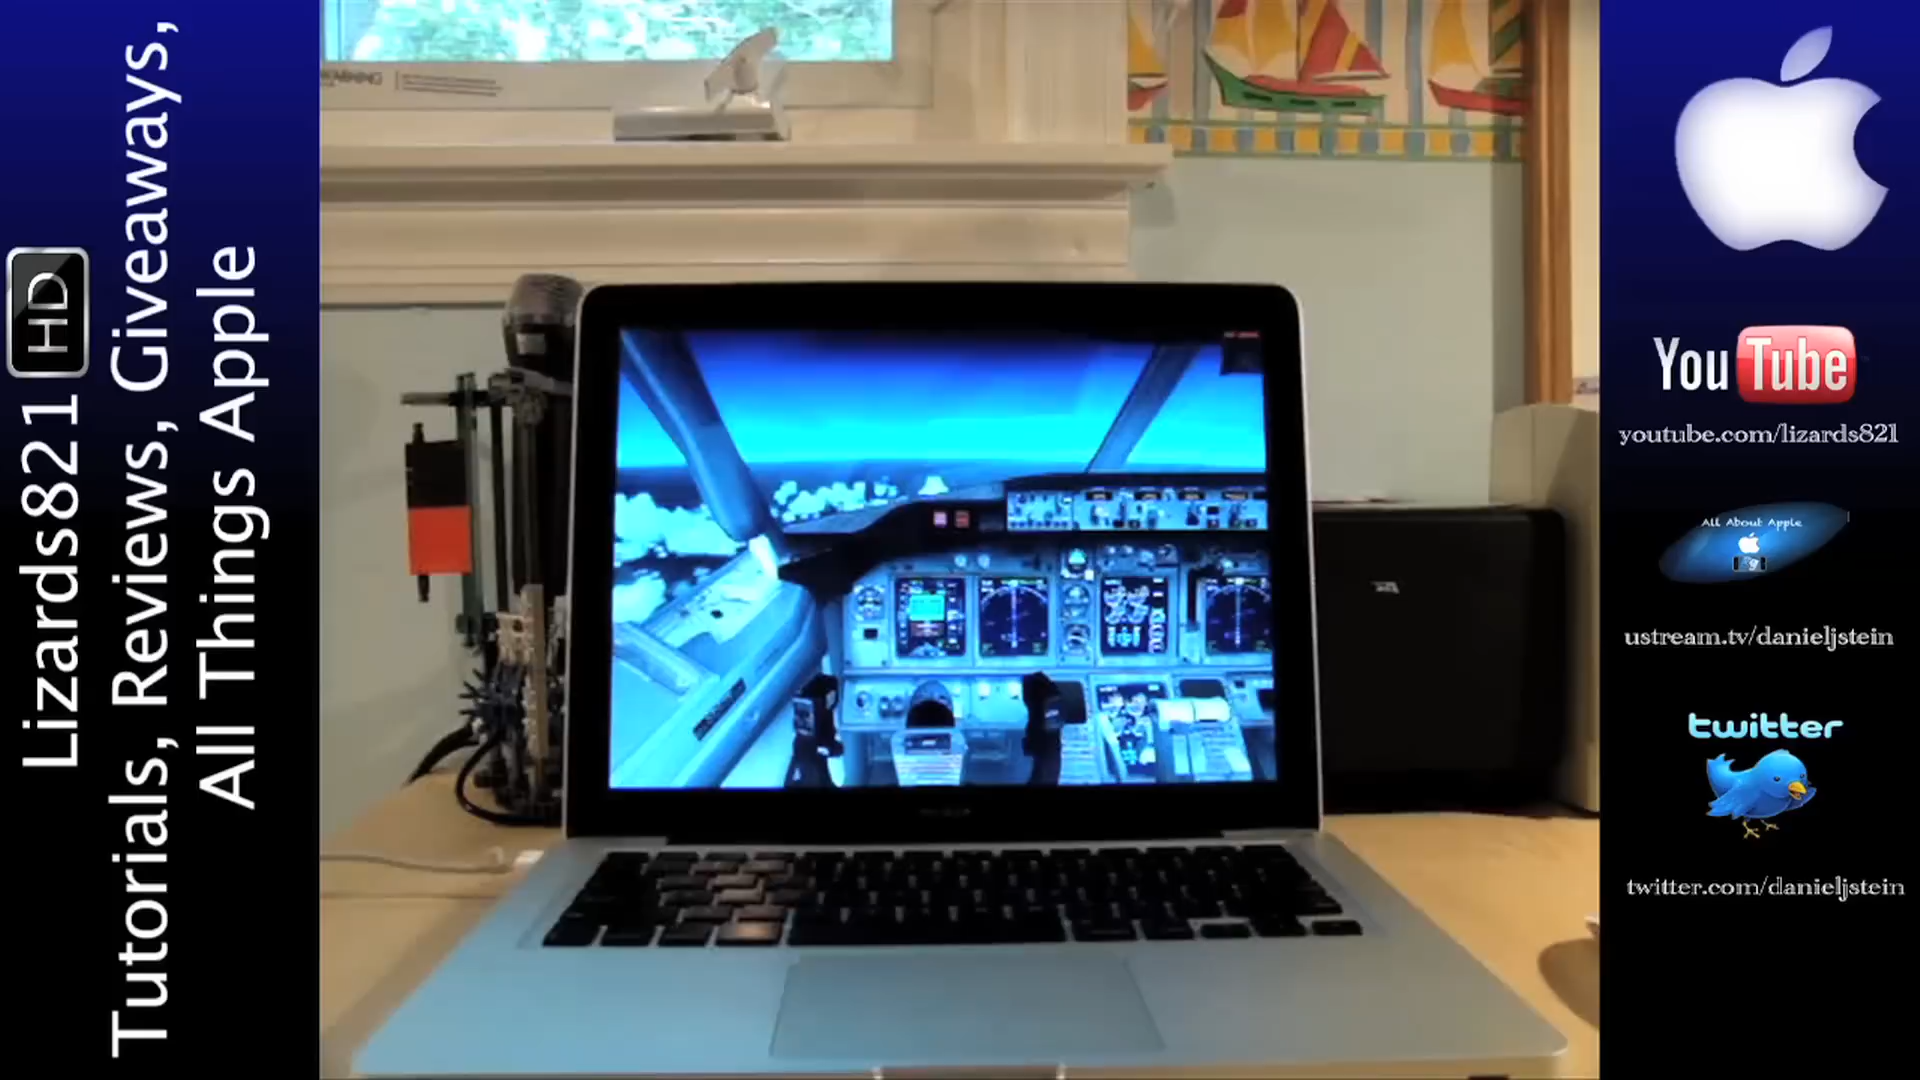 Lizards821 HD
Tutorials, Reviews, Giveaways,
All Things Apple
WARNING
You Tube
youtube.com/lizards821
All About Apple
ustream.tv/danieljstein
twitter
twitter.com/danieljstein